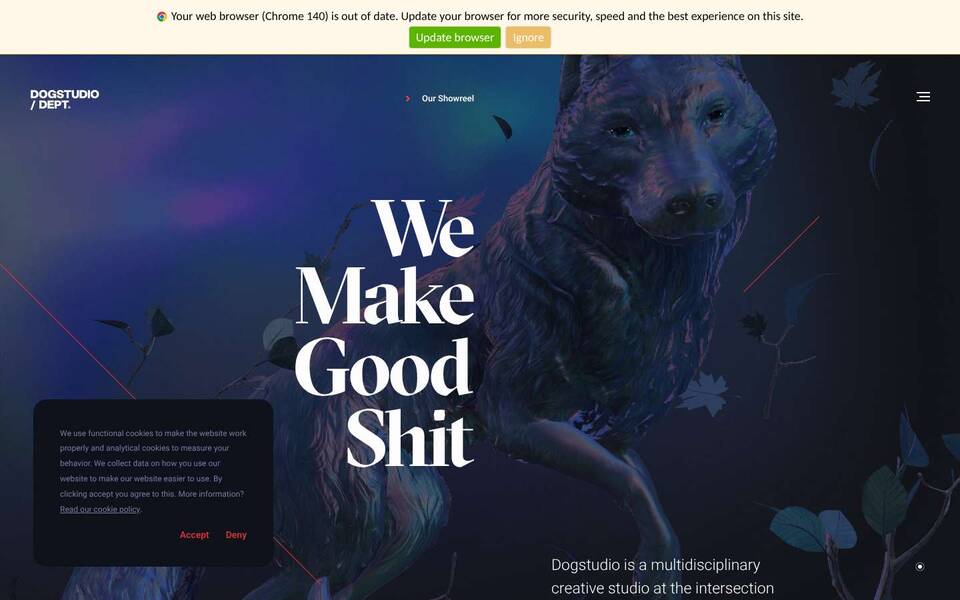 Your web browser (Chrome 140) is out of date. Update your browser for more security, speed and the best experience on this site.
Update browser Ignore
DOGSTUDIO
/ DEPT.
Our Showreel
We
Make
Good
Shit
We use functional cookies to make the website work
properly and analytical cookies to measure your
behavior. We collect data on how you use our
website to make our website easier to use. By
clicking accept you agree to this. More information?
Read our cookie policy.
Accept Deny
Dogstudio is a multidisciplinary
creative studio at the intersection